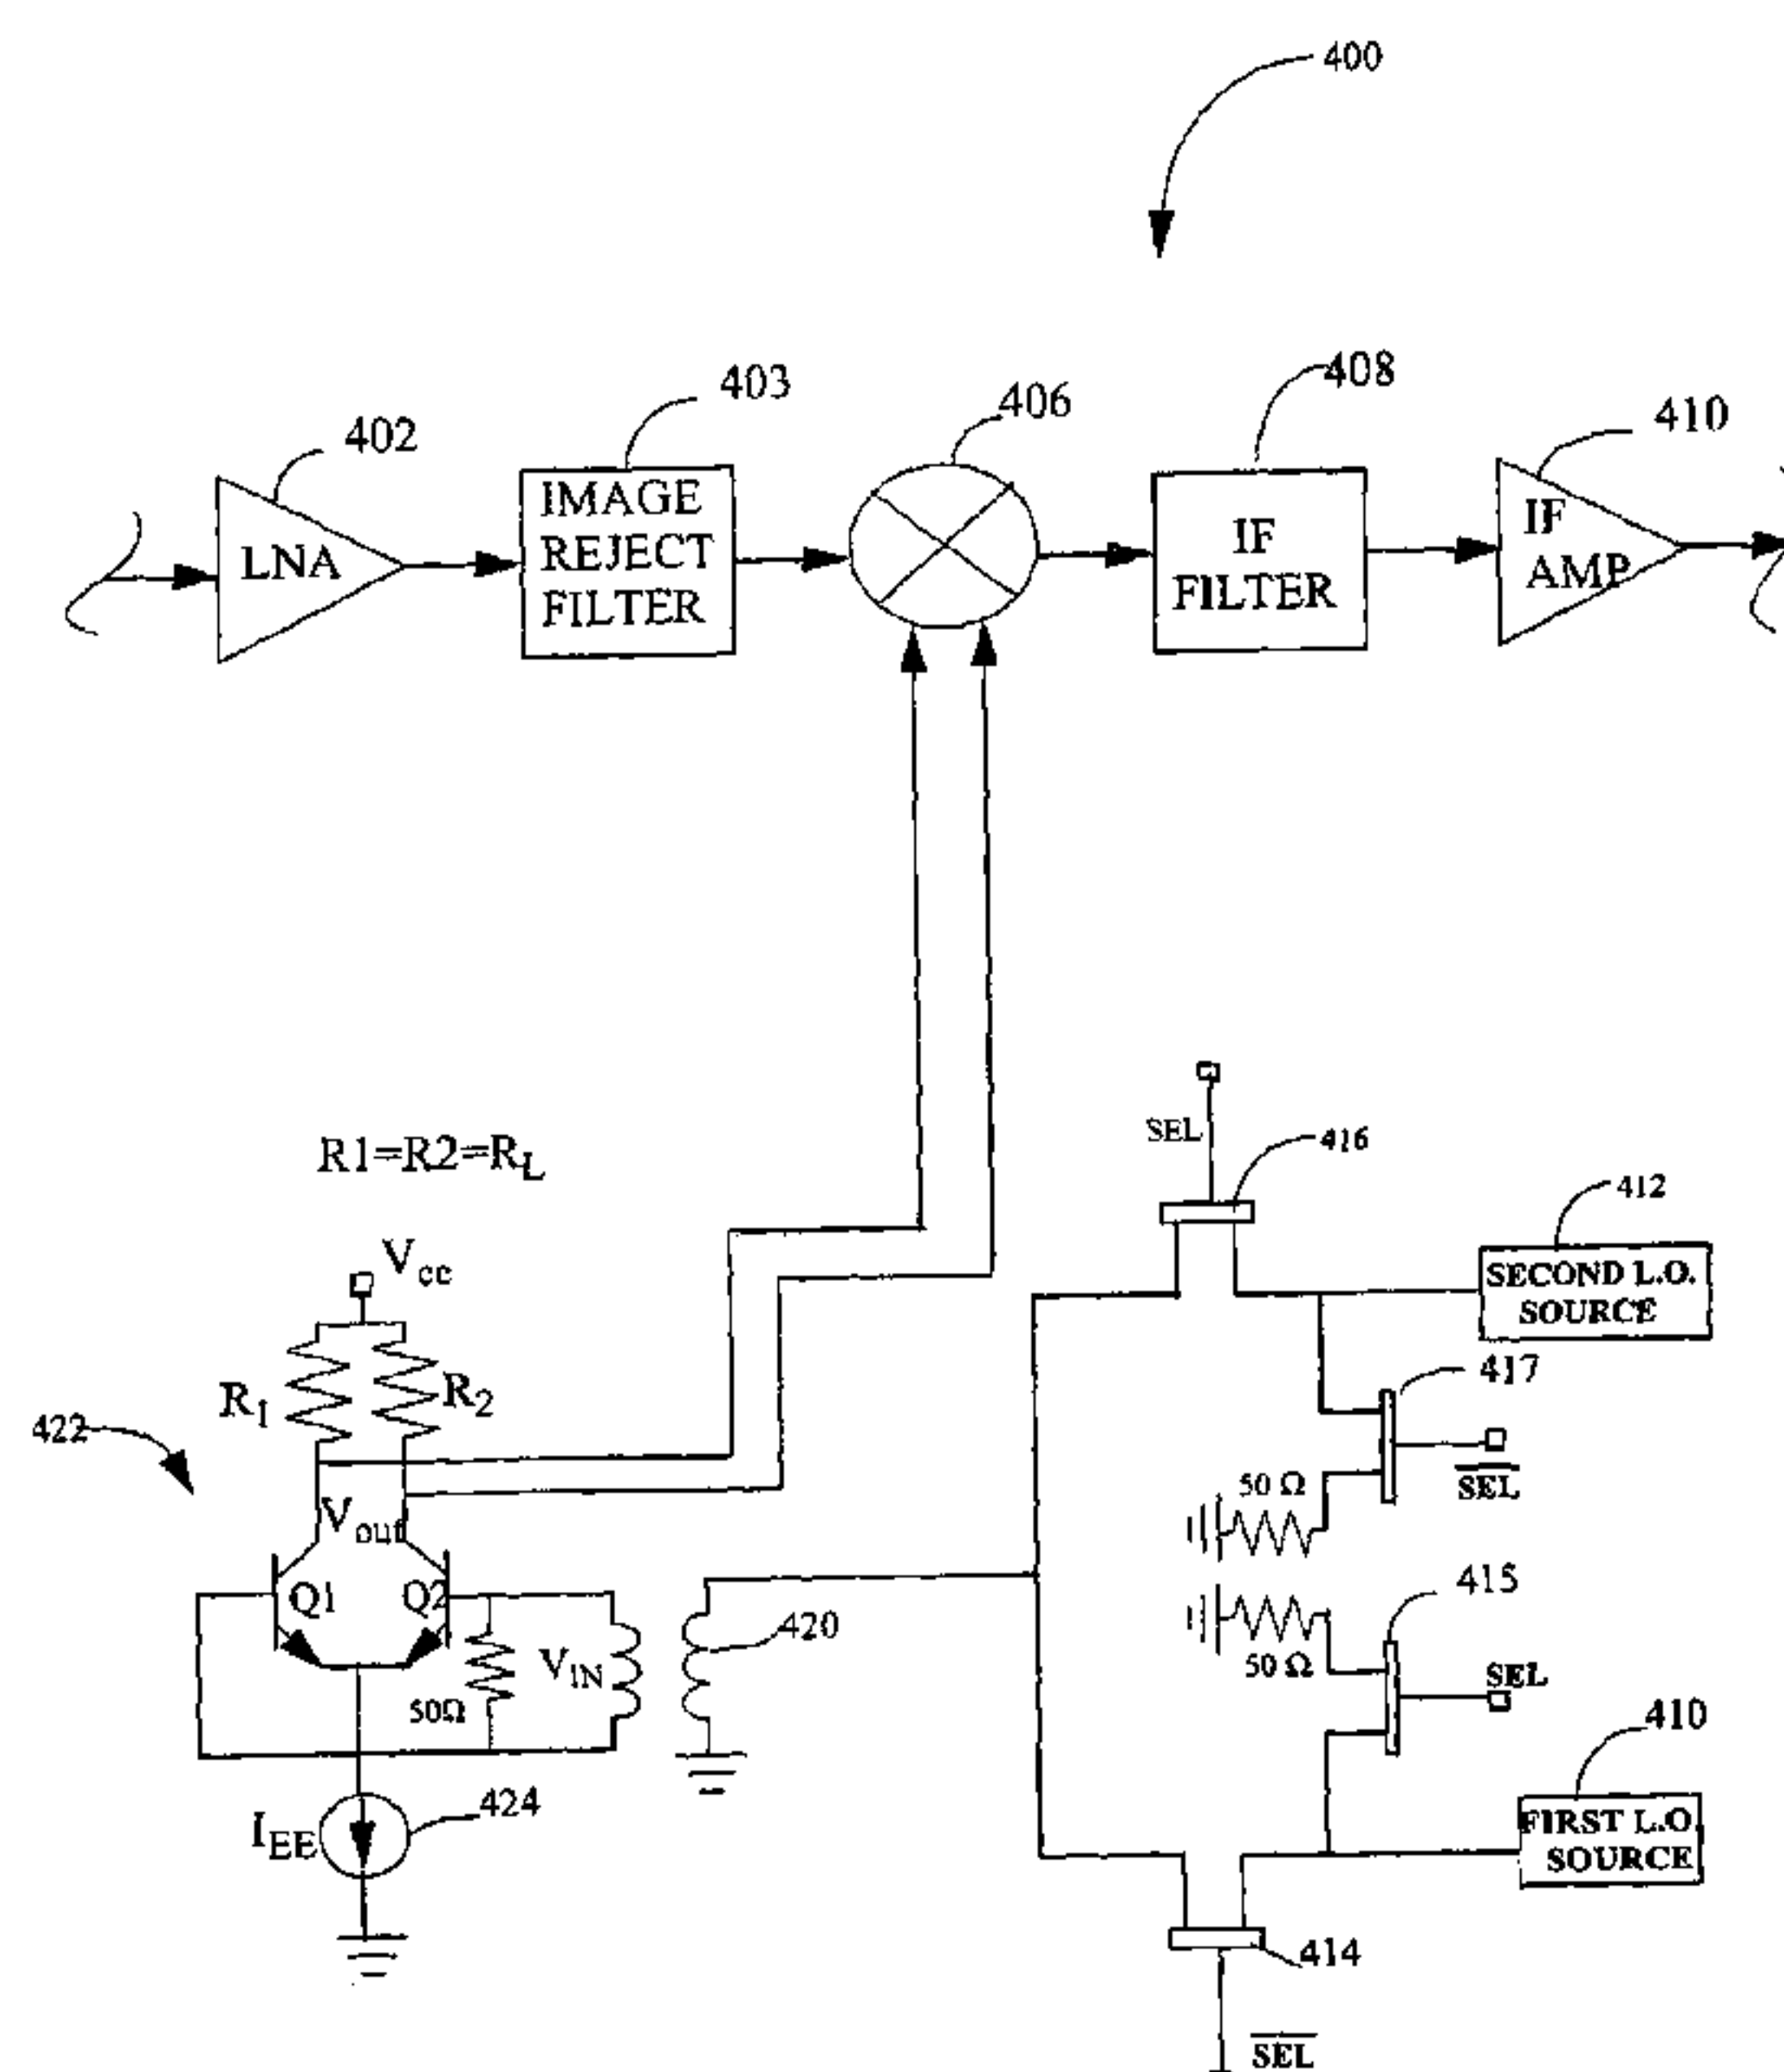 400
403
408
406
402
410
LNA
IMAGE
REJECT
FILTER
IF
FILTER
IF
AMP
SEL
416
R1=R2=RL
412
Vcc
SECOND L.O.
SOURCE
417
R1
R2
422
SEL
50 Ω
Vout
415
Q1
Q2
420
50 Ω
VIN
SEL
50Ω
410
424
IEE
FIRST L.O.
SOURCE
414
SEL